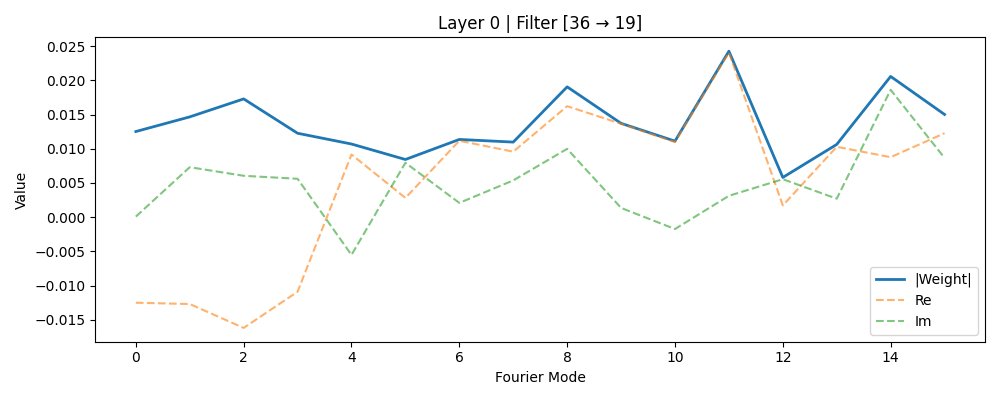 Layer 0 | Filter [36 → 19]
Value
0.025
0.020
0.015
0.010
0.005
0.000
−0.005
−0.010
−0.015
0 2 4 6 8 10 12 14
Fourier Mode
|Weight|
Re
Im